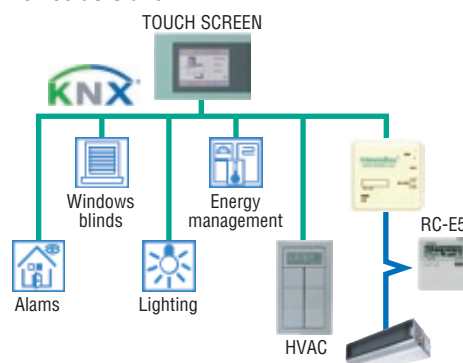 TOUCH SCREEN
KNX
Windows
blinds
Energy
management
RC-E5
Alams
Lighting
HVAC